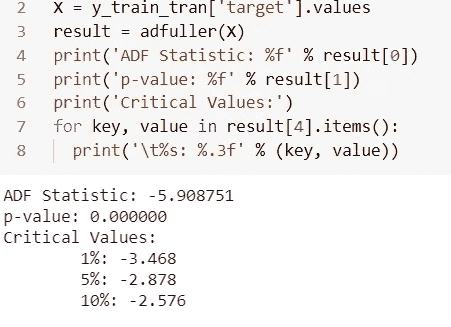 2 X = y_train_tran['target'].values
3 result = adfuller(X)
4 print('ADF Statistic: %f' % result[0])
5 print('p-value: %f' % result[1])
6 print('Critical Values:')
7 for key, value in result[4].items():
8 print('\t%s: %.3f' % (key, value))
ADF Statistic: -5.908751
p-value: 0.000000
Critical Values:
1%: -3.468
5%: -2.878
10%: -2.576